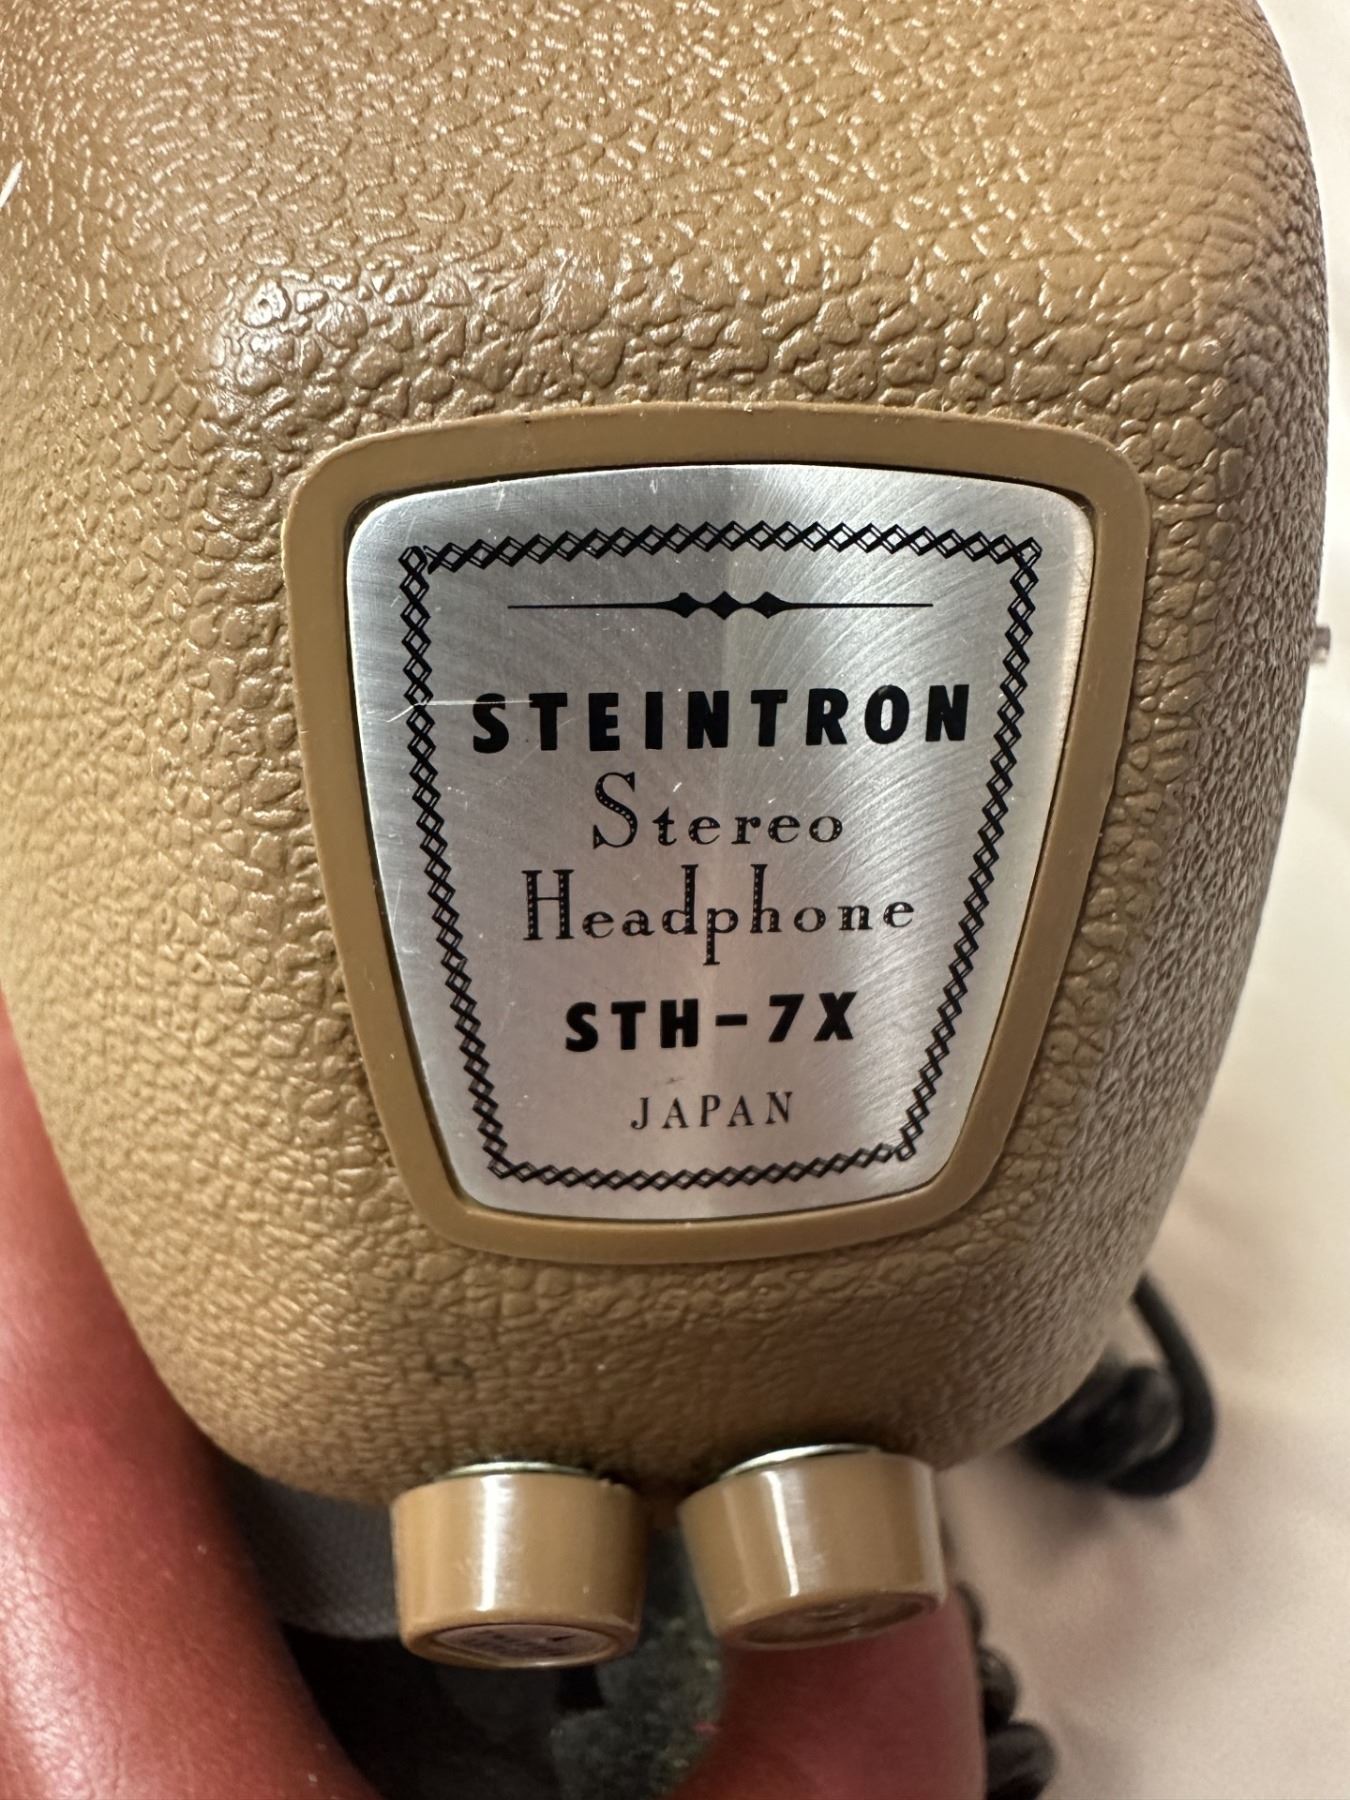 STEINTRON
Stereo
Headphone
STH-7X
JAPAN